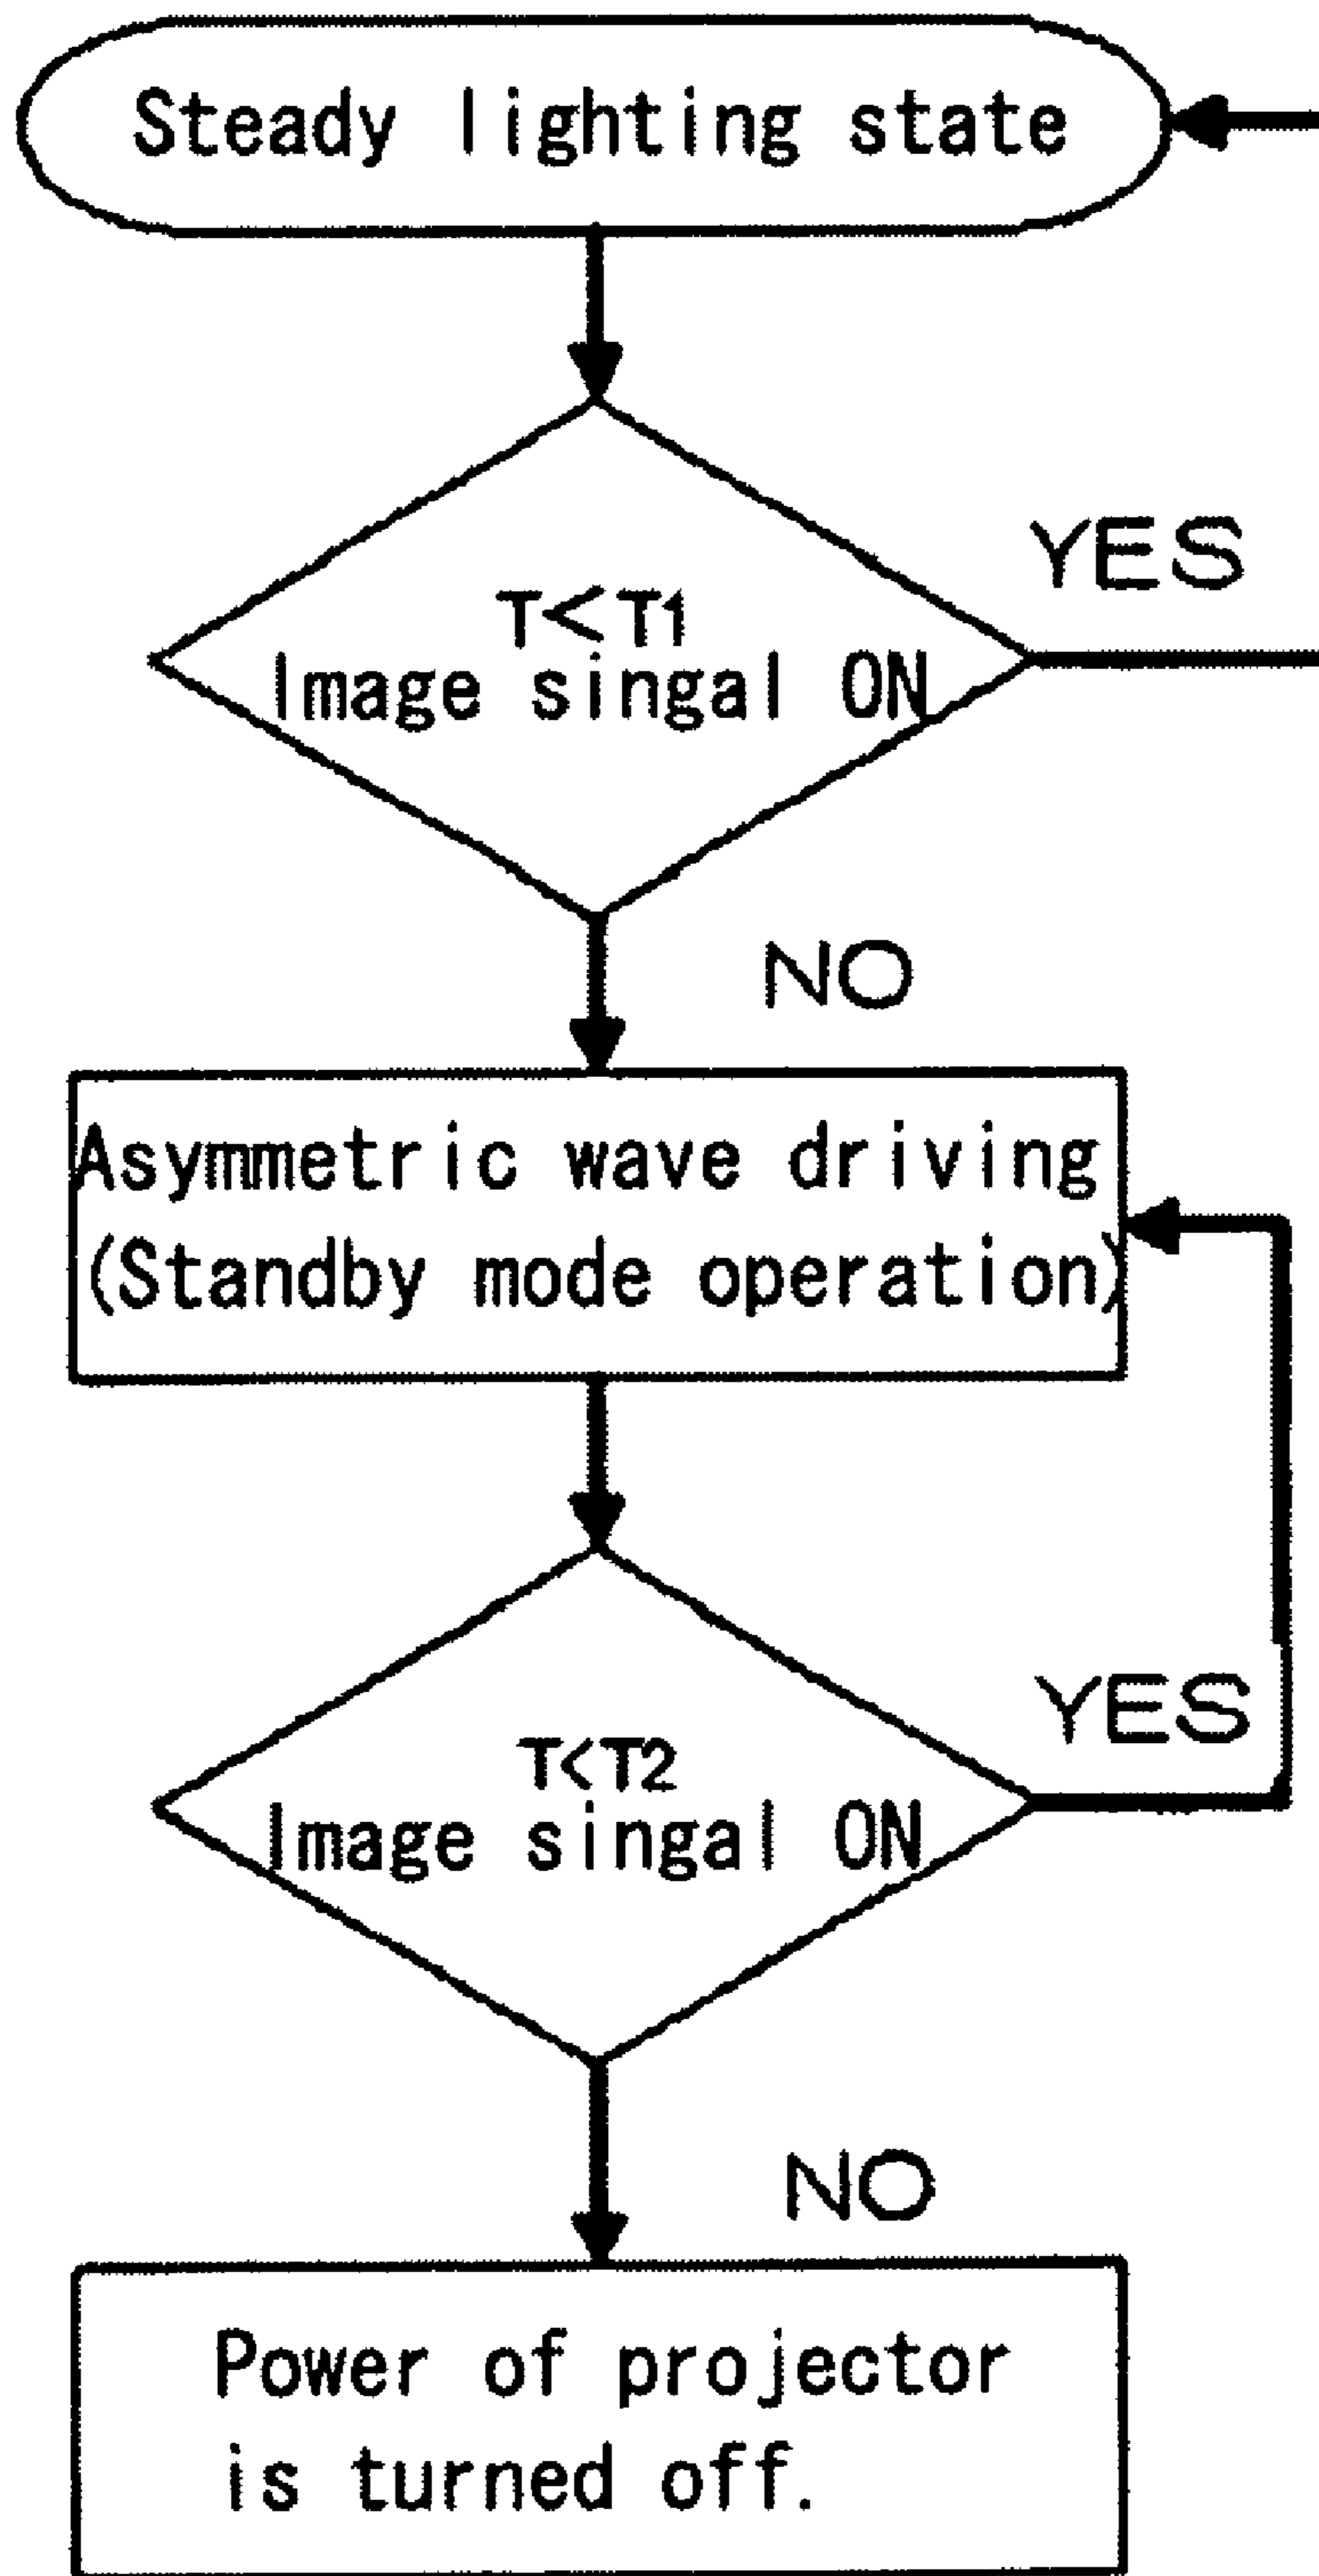 Steady lighting state
T<T1
Image singal ON
YES
NO
Asymmetric wave driving
(Standby mode operation)
T<T2
Image singal ON
YES
NO
Power of projector
is turned off.